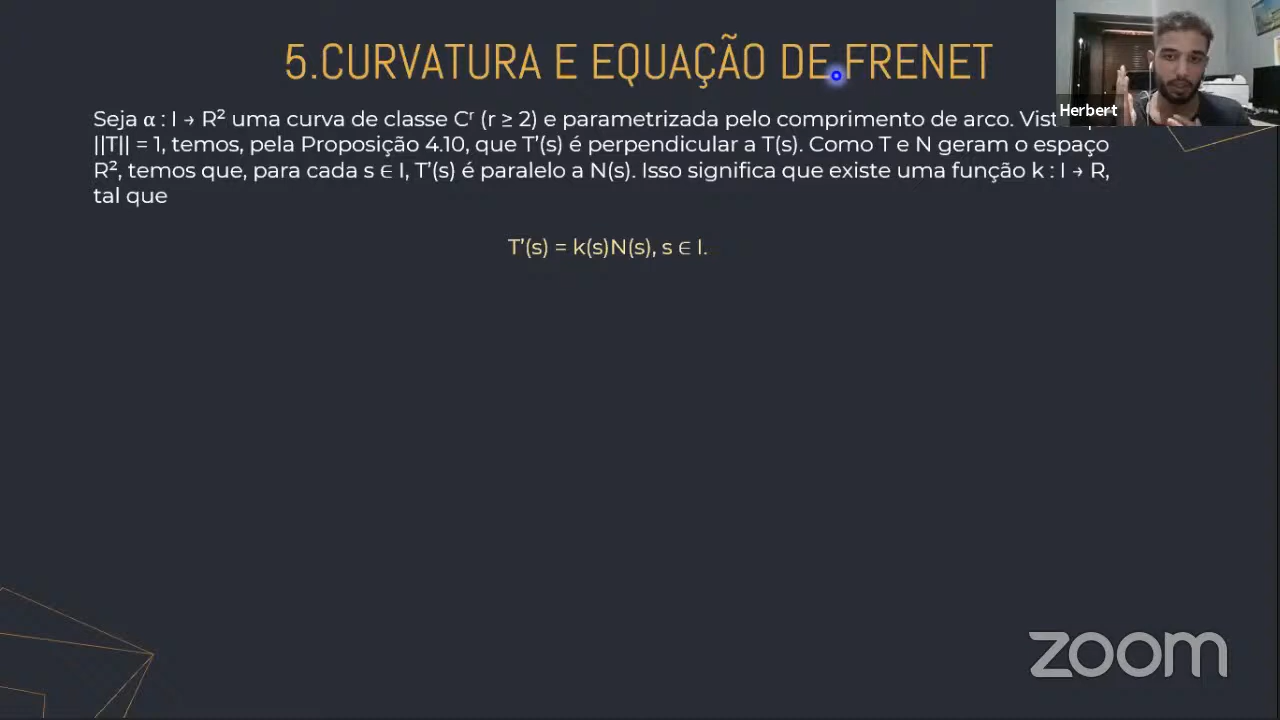 5.CURVATURA E EQUAÇÃO DE FRENET
Herbert
Seja α : I → R² uma curva de classe Cʳ (r ≥ 2) e parametrizada pelo comprimento de arco.
||T|| = 1, temos, pela Proposição 4.10, que T’(s) é perpendicular a T(s). Como T e N geram o espaço
R², temos que, para cada s ∈ I, T’(s) é paralelo a N(s). Isso significa que existe uma função k : I → R,
tal que
T’(s) = k(s)N(s), s ∈ I.
zoom